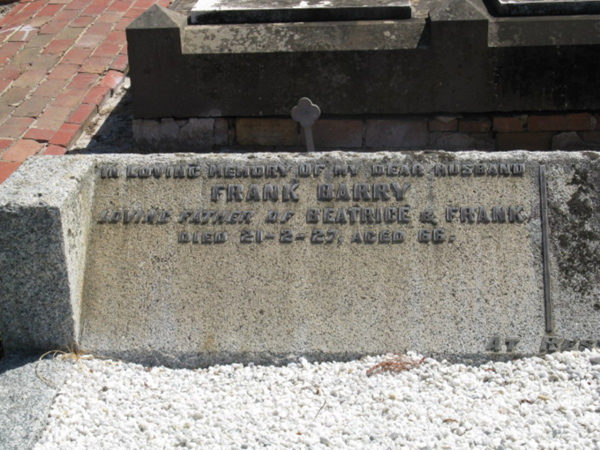 IN LOVING MEMORY OF MY DEAR HUSBAND
FRANK BARRY
LOVING FATHER OF BEATRICE & FRANK,
DIED 21-2-27, AGED 66.
AT